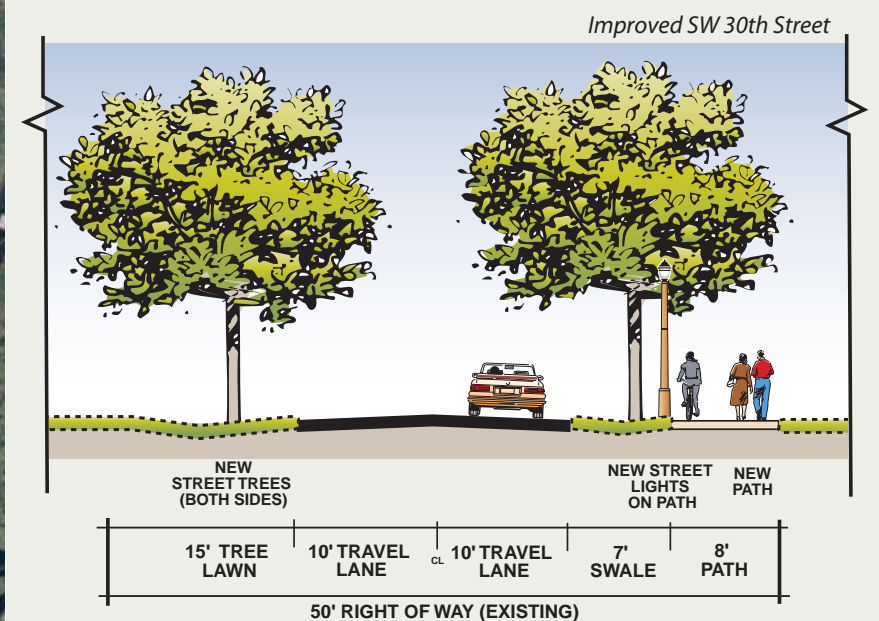 Improved SW 30th Street
NEW
STREET TREES
(BOTH SIDES)
NEW STREET
LIGHTS
ON PATH
NEW
PATH
15' TREE
LAWN
10' TRAVEL
LANE
CL
10' TRAVEL
LANE
7'
SWALE
8'
PATH
50' RIGHT OF WAY (EXISTING)